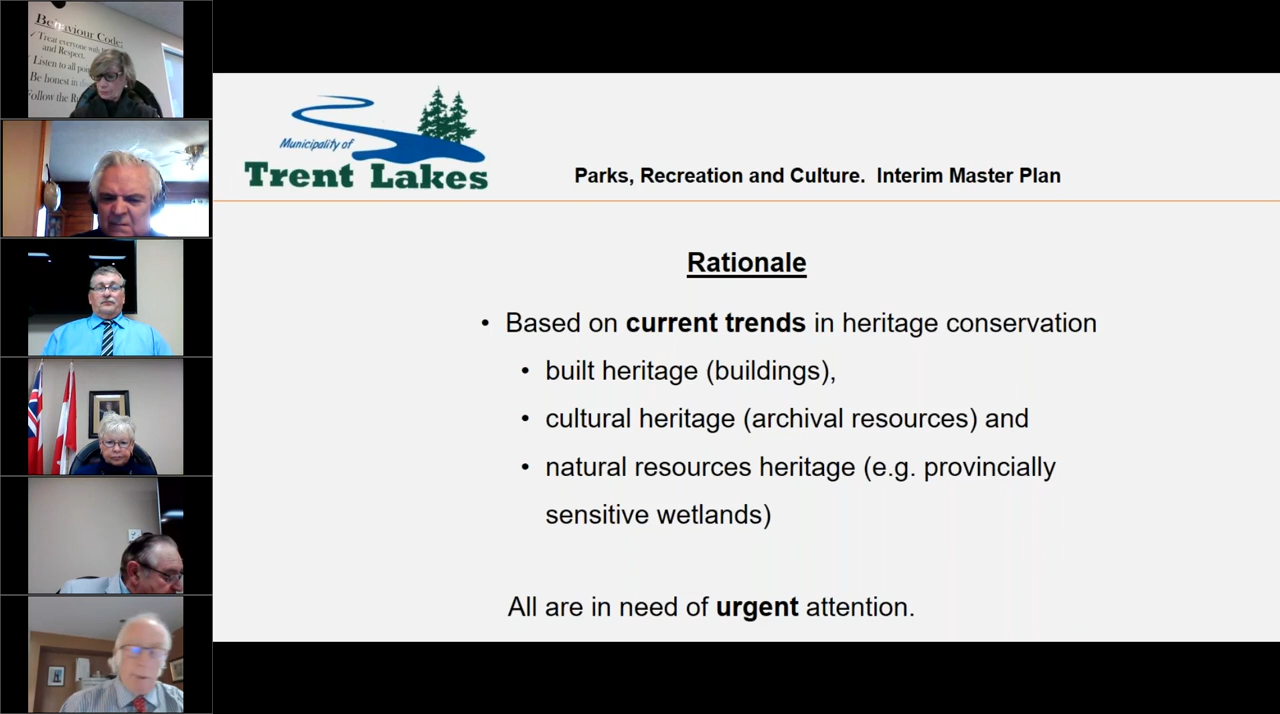 Behaviour Code:
✓ Treat everyone with
and Respect.
Listen to all
Be honest in
Follow the
Municipality of
Trent Lakes
Parks, Recreation and Culture. Interim Master Plan
Rationale
• Based on current trends in heritage conservation
• built heritage (buildings),
• cultural heritage (archival resources) and
• natural resources heritage (e.g. provincially
sensitive wetlands)
All are in need of urgent attention.